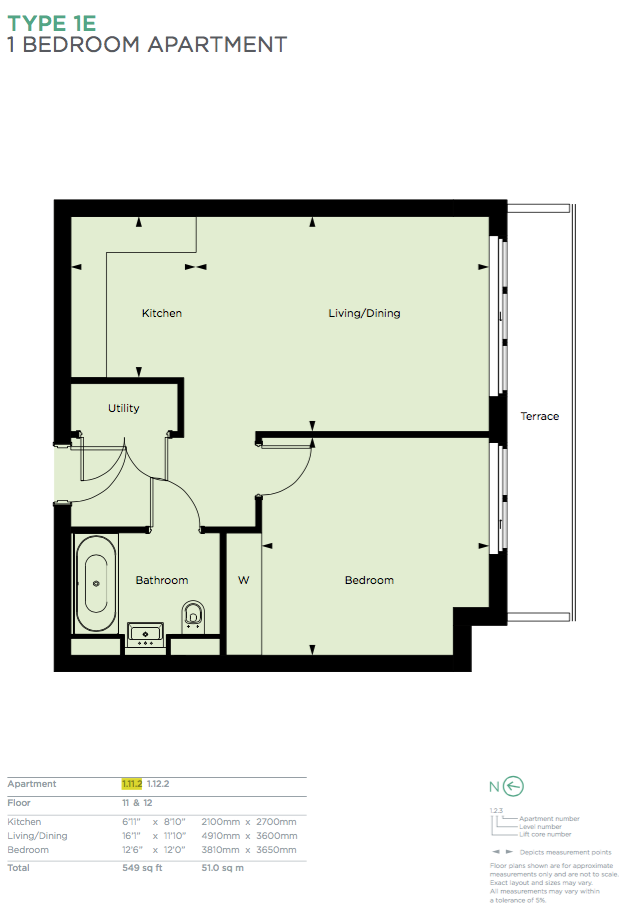 TYPE 1E
1 BEDROOM APARTMENT
Kitchen
Living/Dining
Utility
Terrace
Bathroom
W
Bedroom
Apartment 1.11.2 1.12.2
Floor 11 & 12
Kitchen 6'11" x 8'10" 2100mm x 2700mm
Living/Dining 16'1" x 11'10" 4910mm x 3600mm
Bedroom 12'6" x 12'0" 3810mm x 3650mm
Total 549 sq ft 51.0 sq m
N
1.2.3
Apartment number
Level number
Lift core number
Depicts measurement points
Floor plans shown are for approximate
measurements only and are not to scale.
Exact layout and sizes may vary.
All measurements may vary within
a tolerance of 5%.